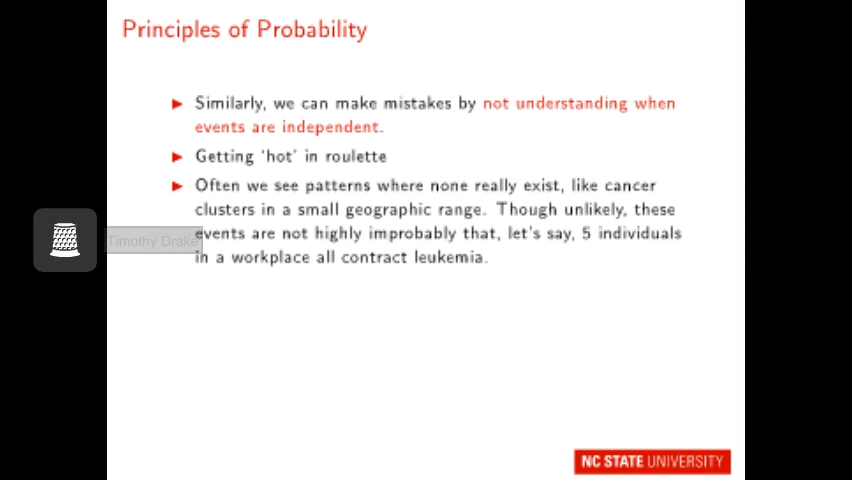 Principles of Probability
Similarly, we can make mistakes by not understanding when
events are independent.
Getting ‘hot’ in roulette
Often we see patterns where none really exist, like cancer
clusters in a small geographic range. Though unlikely, these
Timothy Drake
events are not highly improbably that, let's say, 5 individuals
in a workplace all contract leukemia.
NC STATE UNIVERSITY